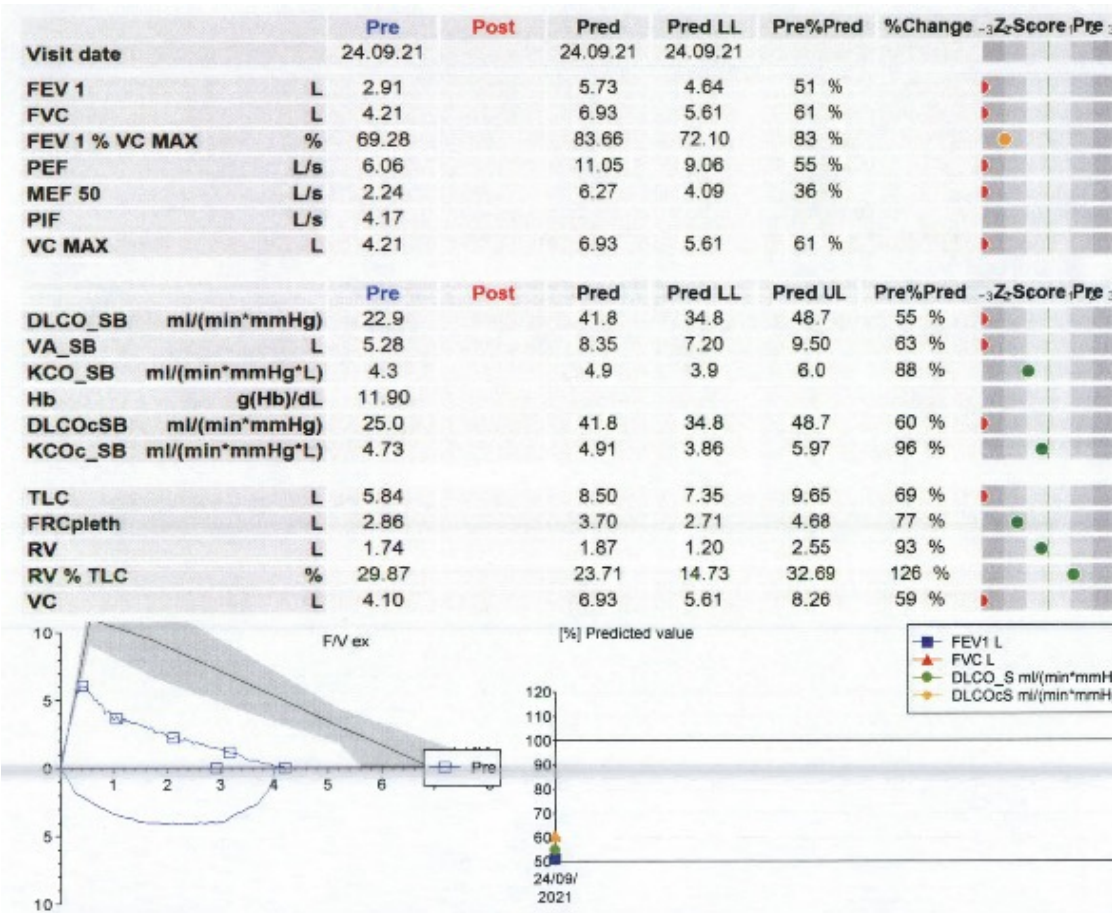 Pre Post Pred Pred LL Pre%Pred %Change -3 Z-Score Pre 3
Visit date 24.09.21 24.09.21 24.09.21
FEV 1 L 2.91 5.73 4.64 51 %
FVC L 4.21 6.93 5.61 61 %
FEV 1 % VC MAX % 69.28 83.66 72.10 83 %
PEF L/s 6.06 11.05 9.06 55 %
MEF 50 L/s 2.24 6.27 4.09 36 %
PIF L/s 4.17
VC MAX L 4.21 6.93 5.61 61 %
Pre Post Pred Pred LL Pred UL Pre%Pred -3 Z-Score Pre 3
DLCO_SB ml/(min*mmHg) 22.9 41.8 34.8 48.7 55 %
VA_SB L 5.28 8.35 7.20 9.50 63 %
KCO_SB ml/(min*mmHg*L) 4.3 4.9 3.9 6.0 88 %
Hb g(Hb)/dL 11.90
DLCOcSB ml/(min*mmHg) 25.0 41.8 34.8 48.7 60 %
KCOc_SB ml/(min*mmHg*L) 4.73 4.91 3.86 5.97 96 %
TLC L 5.84 8.50 7.35 9.65 69 %
FRCpleth L 2.86 3.70 2.71 4.68 77 %
RV L 1.74 1.87 1.20 2.55 93 %
RV % TLC % 29.87 23.71 14.73 32.69 126 %
VC L 4.10 6.93 5.61 8.26 59 %
F/V ex
10
5
0
1 2 3 4 5 6
5
10
Pre
[%] Predicted value
FEV1 L
FVC L
DLCO_S ml/(min*mmH
DLCOcS ml/(min*mmH
120
110
100
90
80
70
60
50
24/09/
2021